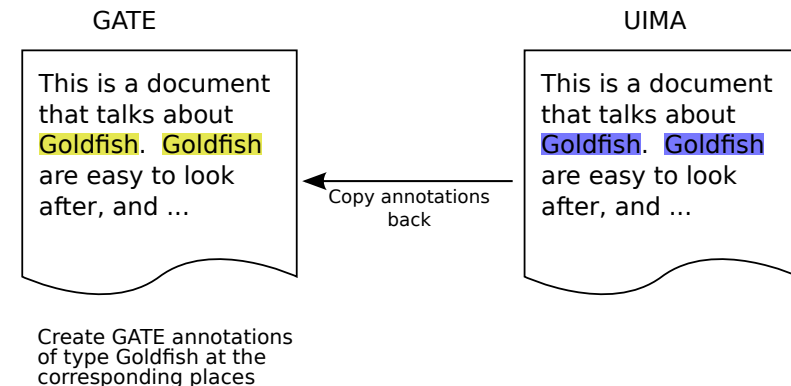 GATE
UIMA
This is a document
that talks about
Goldfish.  Goldfish
are easy to look
after, and ...
Copy annotations
back
This is a document
that talks about
Goldfish.  Goldfish
are easy to look
after, and ...
Create GATE annotations
of type Goldfish at the
corresponding places